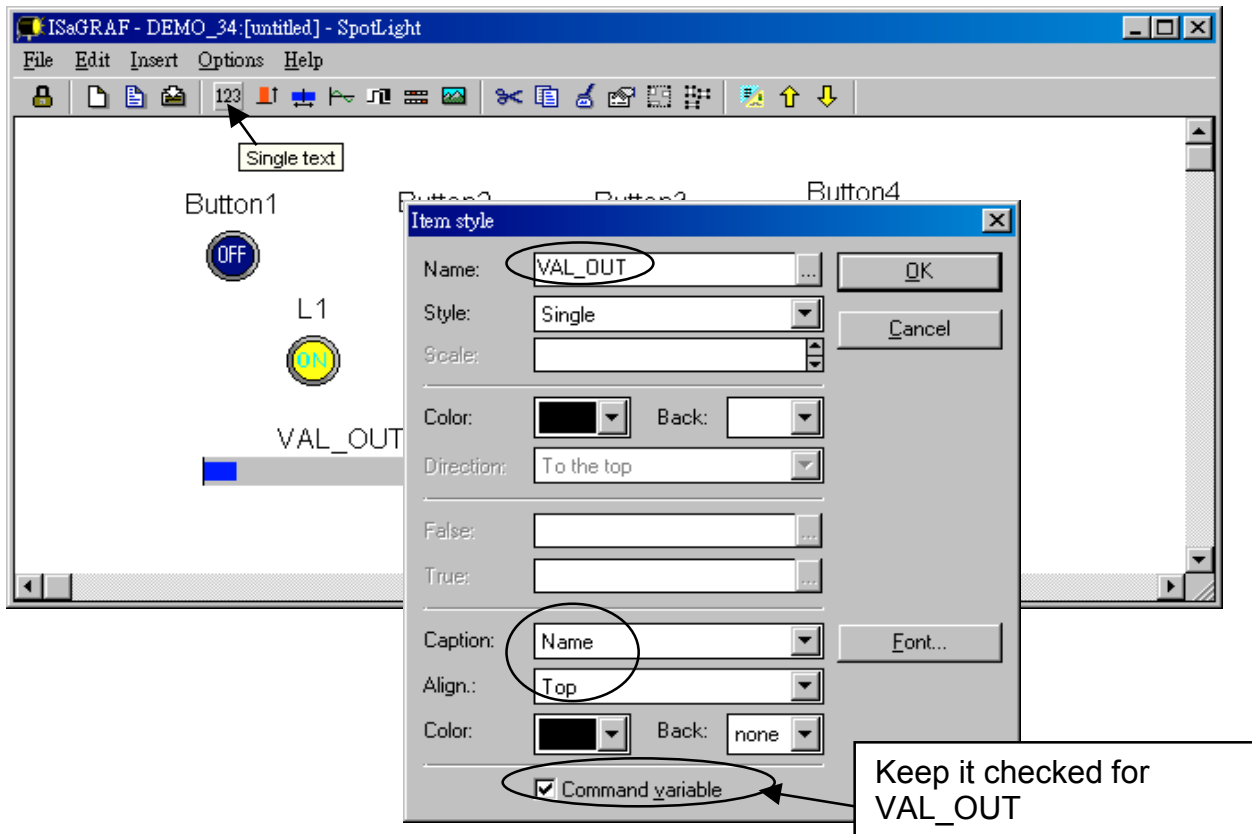 ISaGRAF - DEMO_34:[untitled] - SpotLight
File Edit Insert Options Help
123
Single text
Button1 Button2 Button3 Button4
OFF
L1
ON
VAL_OUT
Item style
Name: VAL_OUT ... OK
Style: Single Cancel
Scale:
Color: Back:
Direction: To the top
False: ...
True: ...
Caption: Name Font...
Align.: Top
Color: Back: none
Command variable
Keep it checked for
VAL_OUT